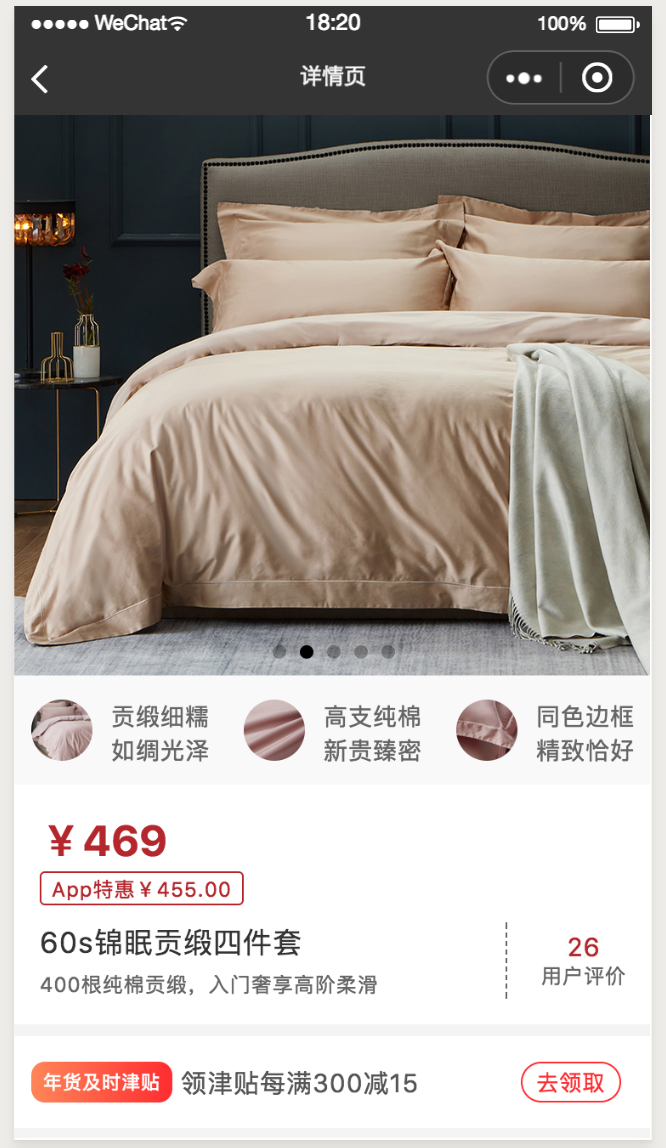 WeChat 18:20 100%
详情页
贡缎细糯
如绸光泽
高支纯棉
新贵臻密
同色边框
精致恰好
￥469
App特惠￥455.00
60s锦眠贡缎四件套
400根纯棉贡缎，入门奢享高阶柔滑
26
用户评价
年货及时津贴 领津贴每满300减15 去领取